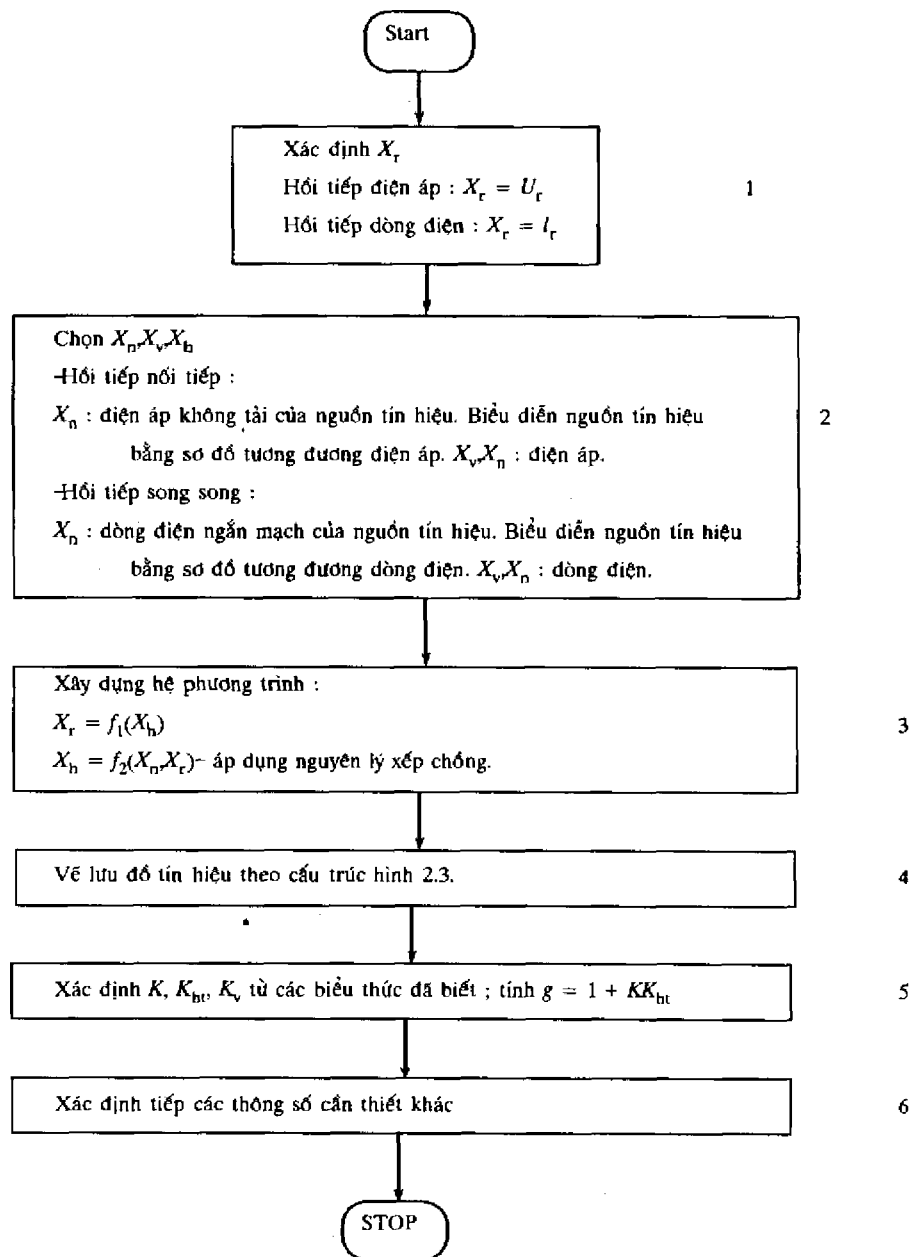 Start
Xác định X_r
Hồi tiếp điện áp : X_r = U_r
Hồi tiếp dòng điện : X_r = I_r
1
Chọn X_n,X_v,X_h
-Hồi tiếp nối tiếp :
X_n : điện áp không tải của nguồn tín hiệu. Biểu diễn nguồn tín hiệu
bằng sơ đồ tương đương điện áp. X_v,X_n : điện áp.
-Hồi tiếp song song :
X_n : dòng điện ngắn mạch của nguồn tín hiệu. Biểu diễn nguồn tín hiệu
bằng sơ đồ tương đương dòng điện. X_v,X_n : dòng điện.
2
Xây dựng hệ phương trình :
X_r = f_1(X_h)
X_h = f_2(X_n,X_r)- áp dụng nguyên lý xếp chồng.
3
Vẽ lưu đồ tín hiệu theo cấu trúc hình 2.3.
4
Xác định K, K_ht, K_v từ các biểu thức đã biết ; tính g = 1 + KK_ht
5
Xác định tiếp các thông số cần thiết khác
6
STOP